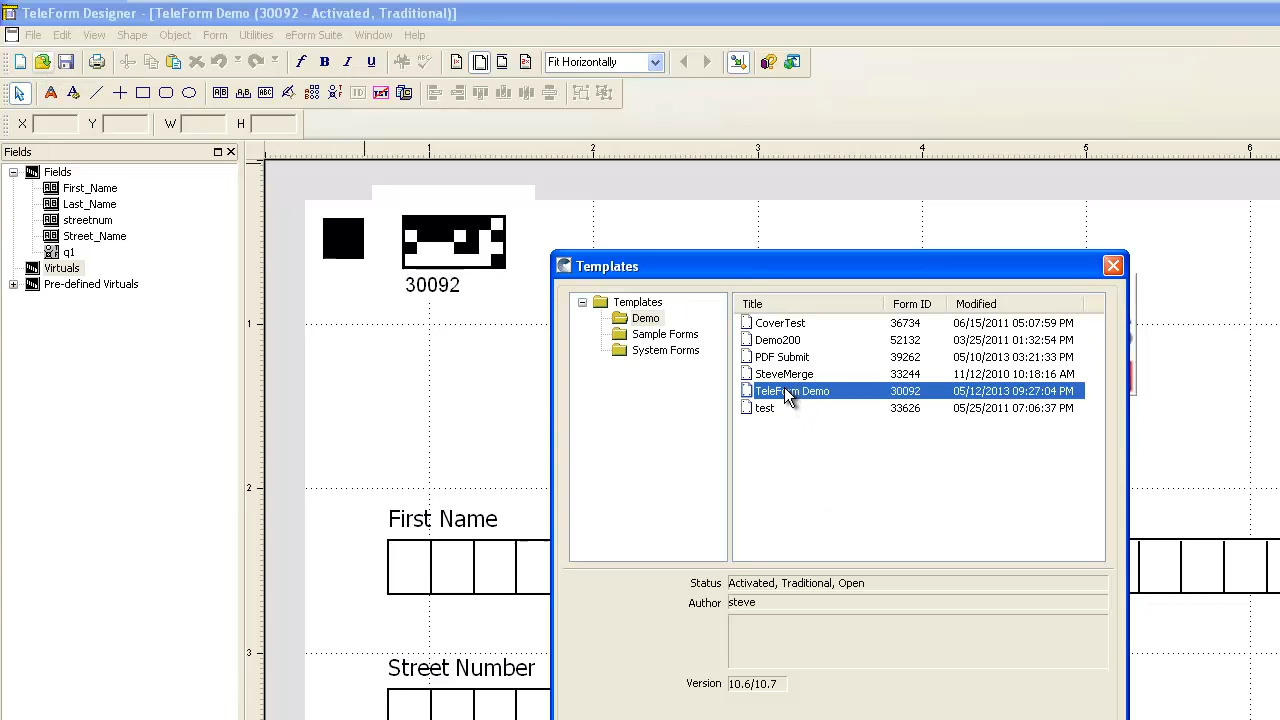 TeleForm Designer - [TeleForm Demo (30092 - Activated, Traditional)]
File Edit View Shape Object Form Utilities eForm Suite Window Help
Fit Horizontally
X Y W H
Fields
1 2 3 4 5 6
Fields
First_Name
Last_Name
streetnum
Street_Name
q1
Virtuals
Pre-defined Virtuals
30092
1
2
3
First Name
Street Number
Templates
Templates
Demo
Sample Forms
System Forms
Title Form ID Modified
CoverTest 36734 06/15/2011 05:07:59 PM
Demo200 52132 03/25/2011 01:32:54 PM
PDF Submit 39262 05/10/2013 03:21:33 PM
SteveMerge 33244 11/12/2010 10:18:16 AM
TeleForm Demo 30092 05/12/2013 09:27:04 PM
test 33626 05/25/2011 07:06:37 PM
Status Activated, Traditional, Open
Author steve
Version 10.6/10.7